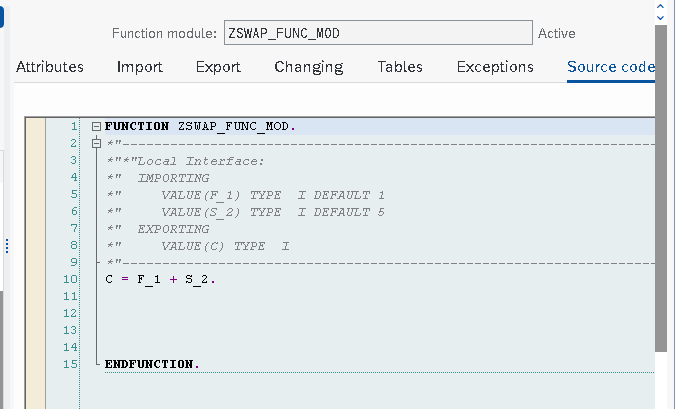 Function module: ZSWAP_FUNC_MOD Active
Attributes Import Export Changing Tables Exceptions Source code
1 FUNCTION ZSWAP_FUNC_MOD.
2 *"----------------------------------------------------------------------
3 *"*"Local Interface:
4 *"  IMPORTING
5 *"     VALUE(F_1) TYPE  I DEFAULT 1
6 *"     VALUE(S_2) TYPE  I DEFAULT 5
7 *"  EXPORTING
8 *"     VALUE(C) TYPE  I
9 *"----------------------------------------------------------------------
10 C = F_1 + S_2.
11
12
13
14
15 ENDFUNCTION.